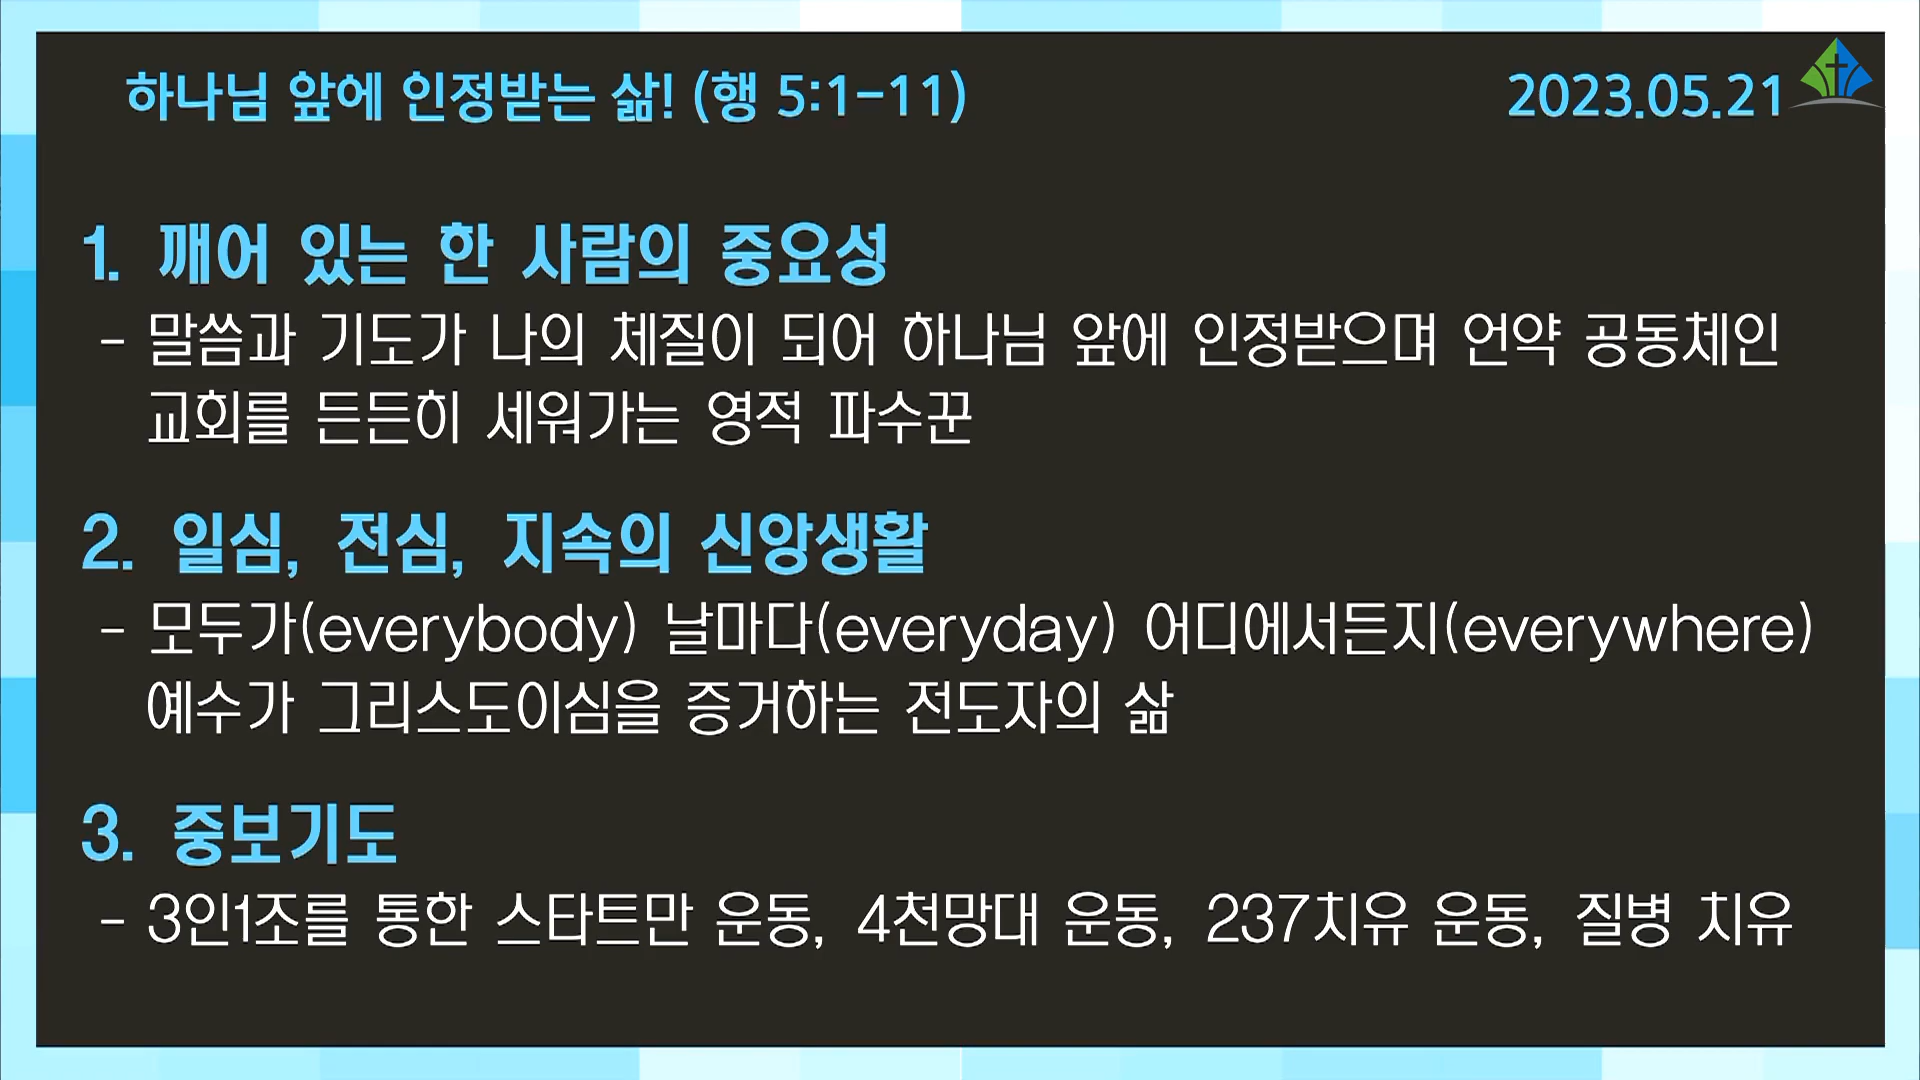 하나님 앞에 인정받는 삶! (행 5:1-11)
2023.05.21
1. 깨어 있는 한 사람의 중요성
- 말씀과 기도가 나의 체질이 되어 하나님 앞에 인정받으며 언약 공동체인
교회를 든든히 세워가는 영적 파수꾼
2. 일심, 전심, 지속의 신앙생활
- 모두가(everybody) 날마다(everyday) 어디에서든지(everywhere)
예수가 그리스도이심을 증거하는 전도자의 삶
3. 중보기도
- 3인1조를 통한 스타트만 운동, 4천망대 운동, 237치유 운동, 질병 치유